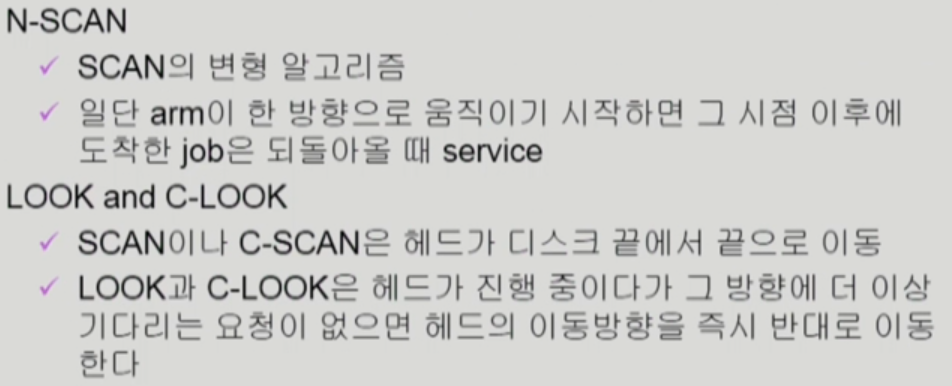 N-SCAN
✓ SCAN의 변형 알고리즘
✓ 일단 arm이 한 방향으로 움직이기 시작하면 그 시점 이후에
도착한 job은 되돌아올 때 service
LOOK and C-LOOK
✓ SCAN이나 C-SCAN은 헤드가 디스크 끝에서 끝으로 이동
✓ LOOK과 C-LOOK은 헤드가 진행 중이다가 그 방향에 더 이상
기다리는 요청이 없으면 헤드의 이동방향을 즉시 반대로 이동
한다